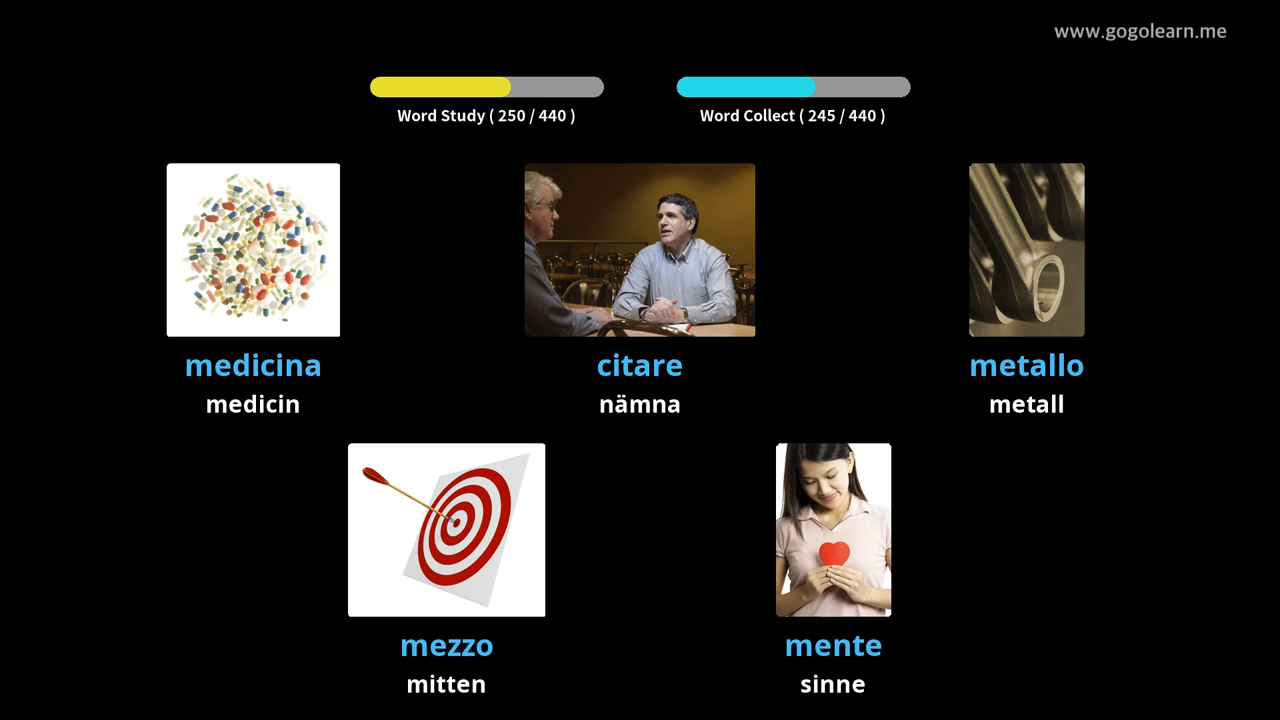 www.gogolearn.me
Word Study ( 250 / 440 )
Word Collect ( 245 / 440 )
medicina
medicin
citare
nämna
metallo
metall
mezzo
mitten
mente
sinne